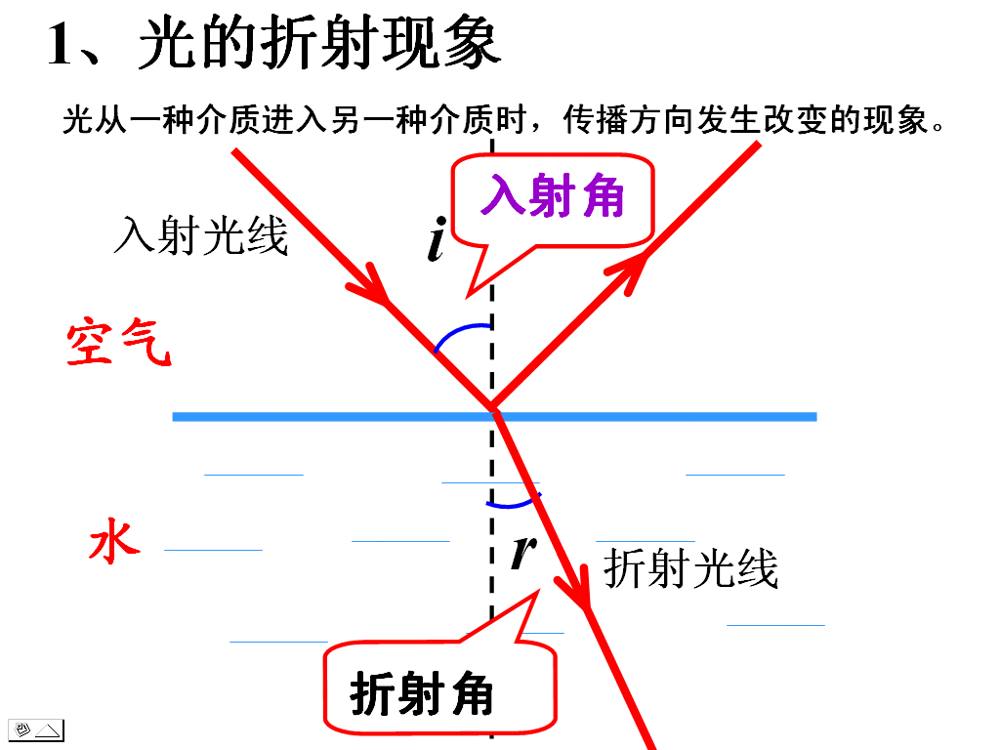 1、光的折射现象
光从一种介质进入另一种介质时，传播方向发生改变的现象。
入射角
入射光线
i
空气
水
r
折射光线
折射角